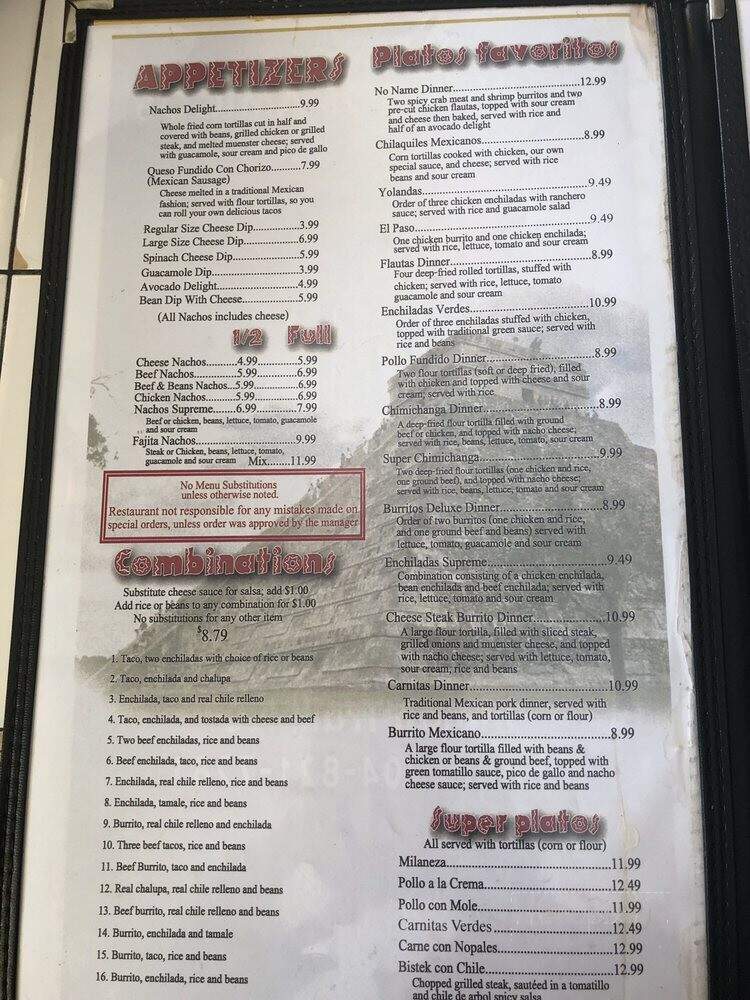 APPETIZERS
Nachos Delight..................9.99
Whole fried corn tortillas cut in half and
covered with beans, grilled chicken or grilled
steak, and melted muenster cheese; served
with guacamole, sour cream and pico de gallo
Queso Fundido Con Chorizo..........7.99
(Mexican Sausage)
Cheese melted in a traditional Mexican
fashion; served with flour tortillas, so you
can roll your own delicious tacos
Regular Size Cheese Dip..............3.99
Large Size Cheese Dip................6.99
Spinach Cheese Dip...................5.99
Guacamole Dip........................3.99
Avocado Delight......................4.99
Bean Dip With Cheese.................5.99
(All Nachos includes cheese)
1/2 Full
Cheese Nachos..........4.99..........5.99
Beef Nachos............5.99..........6.99
Beef & Beans Nachos...5.99...........6.99
Chicken Nachos.........5.99..........6.99
Nachos Supreme.......6.99............7.99
Beef or chicken, beans, lettuce, tomato, guacamole
and sour cream
Fajita Nachos........................9.99
Steak or Chicken, beans, lettuce, tomato,
guacamole and sour cream Mix.......11.99
No Menu Substitutions
unless otherwise noted.
Restaurant not responsible for any mistakes made on
special orders, unless order was approved by the manager
Combinations
Substitute cheese sauce for salsa; add $1.00
Add rice or beans to any combination for $1.00
No substitutions for any other item
$8.79
1. Taco, two enchiladas with choice of rice or beans
2. Taco, enchilada and chalupa
3. Enchilada, taco and real chile relleno
4. Taco, enchilada, and tostada with cheese and beef
5. Two beef enchiladas, rice and beans
6. Beef enchilada, taco, rice and beans
7. Enchilada, real chile relleno, rice and beans
8. Enchilada, tamale, rice and beans
9. Burrito, real chile relleno and enchilada
10. Three beef tacos, rice and beans
11. Beef Burrito, taco and enchilada
12. Real chalupa, real chile relleno and beans
13. Beef burrito, real chile relleno and beans
14. Burrito, enchilada and tamale
15. Burrito, taco, rice and beans
16. Burrito, enchilada, rice and beans
Platos favoritos
No Name Dinner.........................12.99
Two spicy crab meat and shrimp burritos and two
pre-cut chicken flautas, topped with sour cream
and cheese then baked, served with rice and
half of an avocado delight
Chilaquiles Mexicanos....................8.99
Corn tortillas cooked with chicken, our own
special sauce, and cheese; served with rice
beans and sour cream
Yolandas.................................9.49
Order of three chicken enchiladas with ranchero
sauce; served with rice and guacamole salad
El Paso..................................9.49
One chicken burrito and one chicken enchilada;
served with rice, lettuce, tomato and sour cream
Flautas Dinner...........................8.99
Four deep-fried rolled tortillas, stuffed with
chicken; served with rice, lettuce, tomato
guacamole and sour cream
Enchiladas Verdes.......................10.99
Order of three enchiladas stuffed with chicken,
topped with traditional green sauce; served with
rice and beans
Pollo Fundido Dinner.....................8.99
Two flour tortillas (soft or deep fried), filled
with chicken and topped with cheese and sour
cream; served with rice
Chimichanga Dinner.......................8.99
A deep-fried flour tortilla filled with ground
beef or chicken, and topped with nacho cheese;
served with rice, beans, lettuce, tomato, sour cream
Super Chimichanga........................9.99
Two deep-fried flour tortillas (one chicken and rice,
one ground beef), and topped with nacho cheese;
served with rice, beans, lettuce, tomato and sour cream
Burritos Deluxe Dinner...................8.99
Order of two burritos (one chicken and rice,
and one ground beef and beans) served with
lettuce, tomato, guacamole and sour cream
Enchiladas Supreme.......................9.49
Combination consisting of a chicken enchilada,
bean enchilada and beef enchilada; served with
rice, lettuce, tomato and sour cream
Cheese Steak Burrito Dinner.............10.99
A large flour tortilla, filled with sliced steak,
grilled onions and muenster cheese, and topped
with nacho cheese; served with lettuce, tomato,
sour cream, rice and beans
Carnitas Dinner.........................10.99
Traditional Mexican pork dinner, served with
rice and beans, and tortillas (corn or flour)
Burrito Mexicano.........................8.99
A large flour tortilla filled with beans &
chicken or beans & ground beef, topped with
green tomatillo sauce, pico de gallo and nacho
cheese sauce; served with rice and beans
Super platos
All served with tortillas (corn or flour)
Milaneza................................11.99
Pollo a la Crema........................12.49
Pollo con Mole..........................11.99
Carnitas Verdes.........................12.49
Carne con Nopales.......................12.99
Bistek con Chile........................12.99
Chopped grilled steak, sautéed in a tomatillo
and chile de arbol spicy salsa